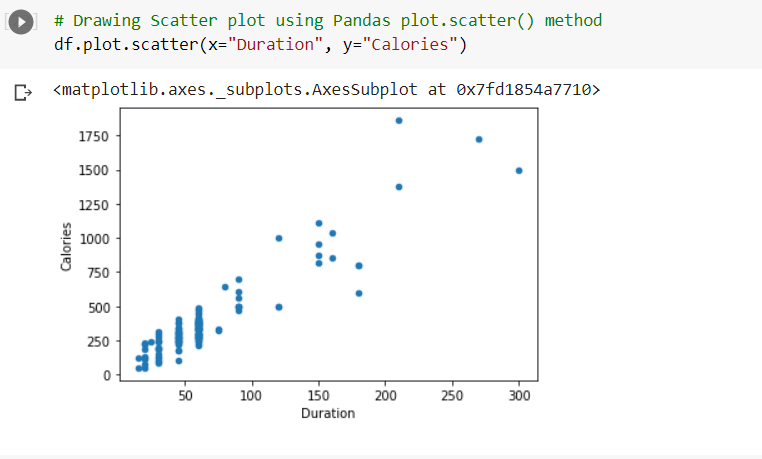 # Drawing Scatter plot using Pandas plot.scatter() method
df.plot.scatter(x="Duration", y="Calories")
<matplotlib.axes._subplots.AxesSubplot at 0x7fd1854a7710>
1750
1500
1250
1000
750
500
250
0
Calories
50 100 150 200 250 300
Duration